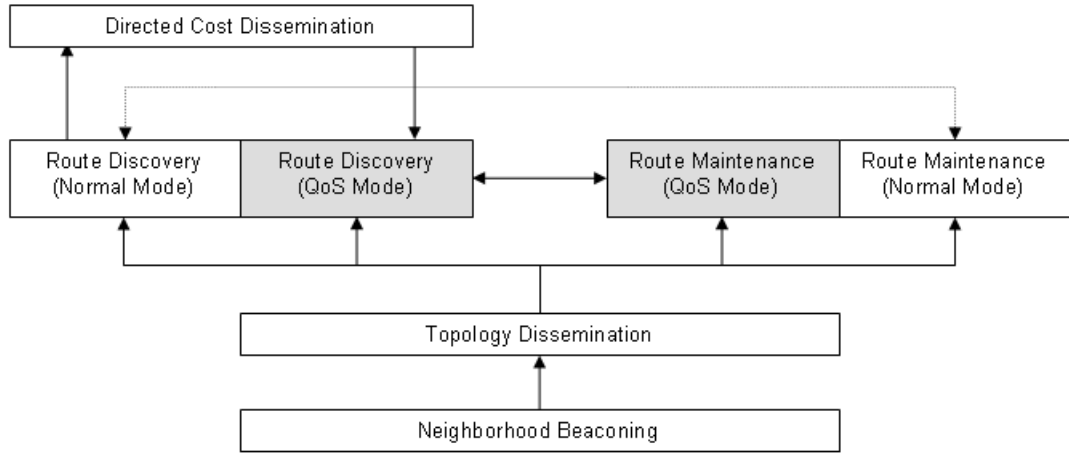 Directed Cost Dissemination
Route Discovery
(Normal Mode)
Route Discovery
(QoS Mode)
Route Maintenance
(QoS Mode)
Route Maintenance
(Normal Mode)
Topology Dissemination
Neighborhood Beaconing